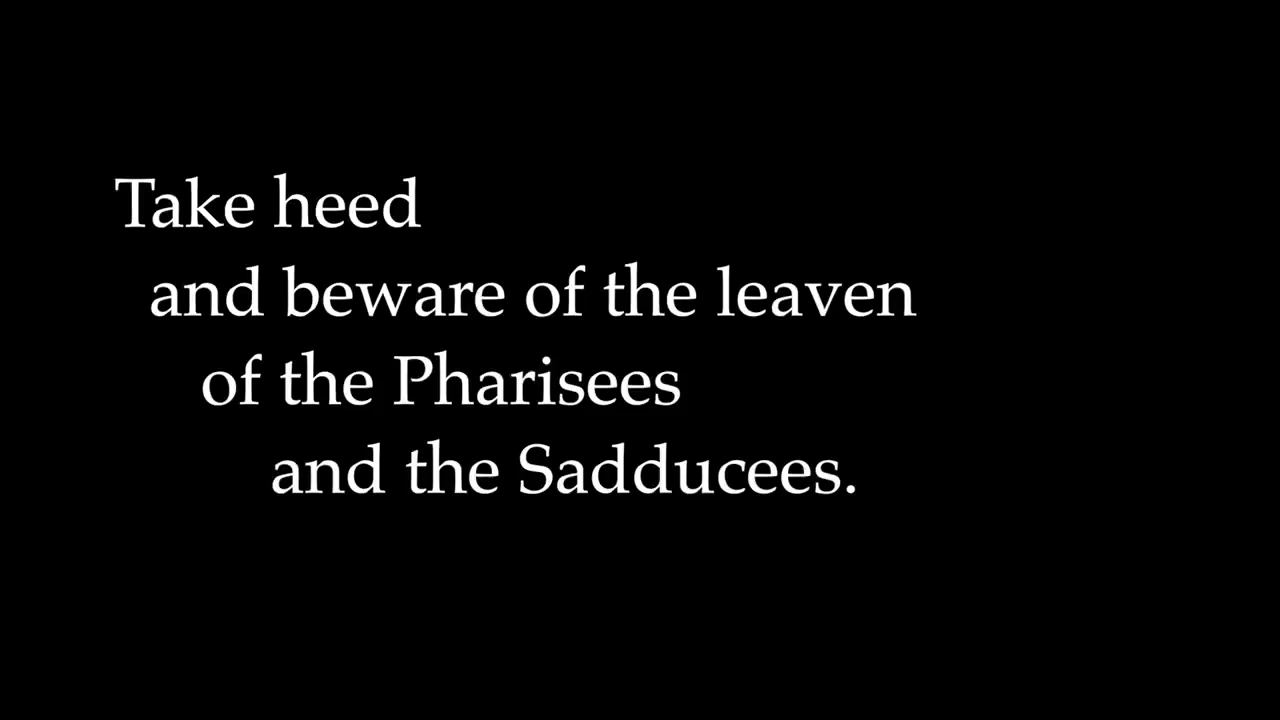 Take heed
and beware of the leaven
of the Pharisees
and the Sadducees.